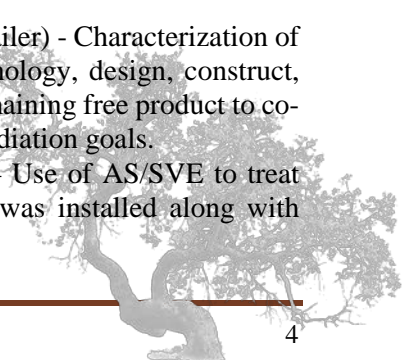 iler) - Characterization of
nology, design, construct,
naining free product to co-
diation goals.
Use of AS/SVE to treat
was installed along with
4